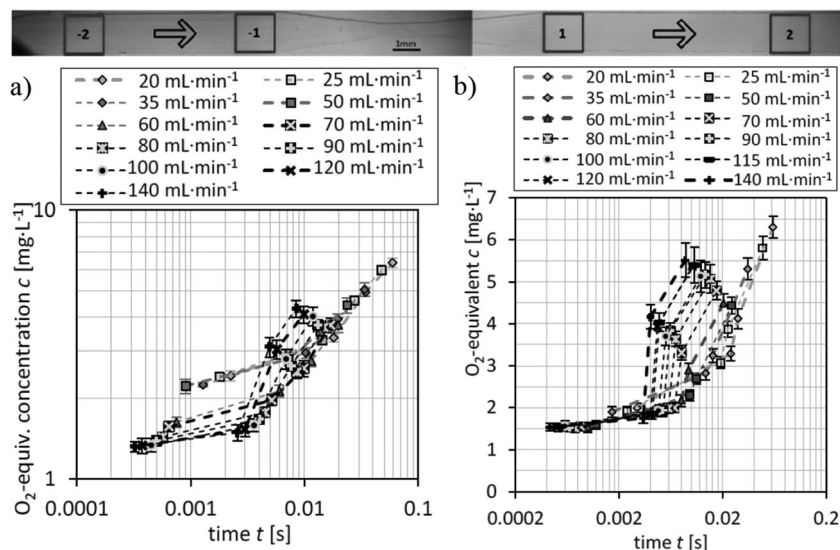 -2 -1 1 2
1mm
a)
20 mL·min⁻¹ 25 mL·min⁻¹
35 mL·min⁻¹ 50 mL·min⁻¹
60 mL·min⁻¹ 70 mL·min⁻¹
80 mL·min⁻¹ 90 mL·min⁻¹
100 mL·min⁻¹ 120 mL·min⁻¹
140 mL·min⁻¹
O₂-equiv. concentration c [mg·L⁻¹]
10
1
0.0001 0.001 0.01 0.1
time t [s]
b)
20 mL·min⁻¹ 25 mL·min⁻¹
35 mL·min⁻¹ 50 mL·min⁻¹
60 mL·min⁻¹ 70 mL·min⁻¹
80 mL·min⁻¹ 90 mL·min⁻¹
100 mL·min⁻¹ 115 mL·min⁻¹
120 mL·min⁻¹ 140 mL·min⁻¹
O₂-equivalent c [mg·L⁻¹]
7
6
5
4
3
2
1
0
0.0002 0.002 0.02 0.2
time t [s]